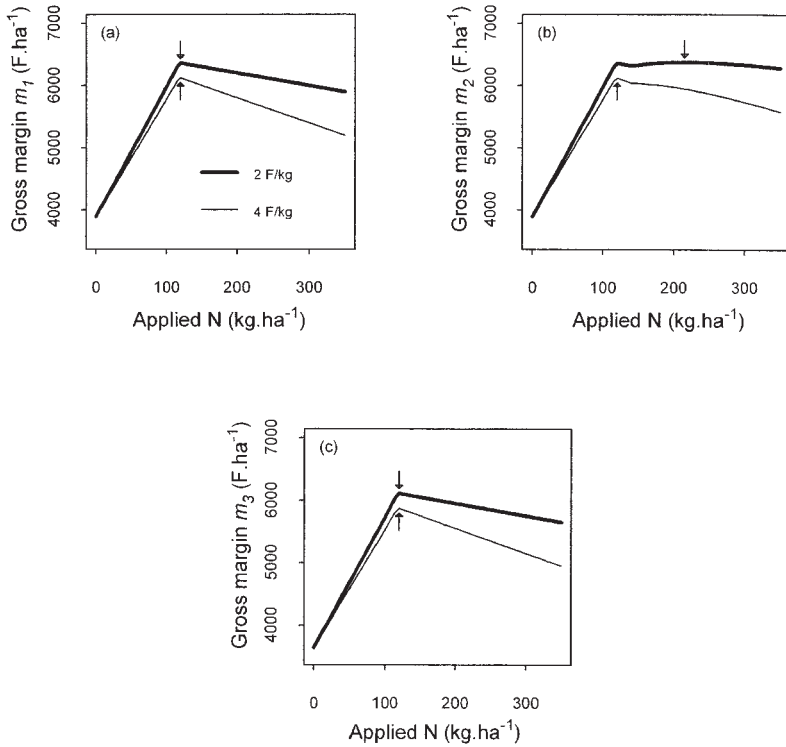 (a)
7000
6000
5000
4000
Gross margin m1 (F.ha-1)
2 F/kg
4 F/kg
0 100 200 300
Applied N (kg.ha-1)
(b)
7000
6000
5000
4000
Gross margin m2 (F.ha-1)
0 100 200 300
Applied N (kg.ha-1)
(c)
7000
6000
5000
4000
Gross margin m3 (F.ha-1)
0 100 200 300
Applied N (kg.ha-1)